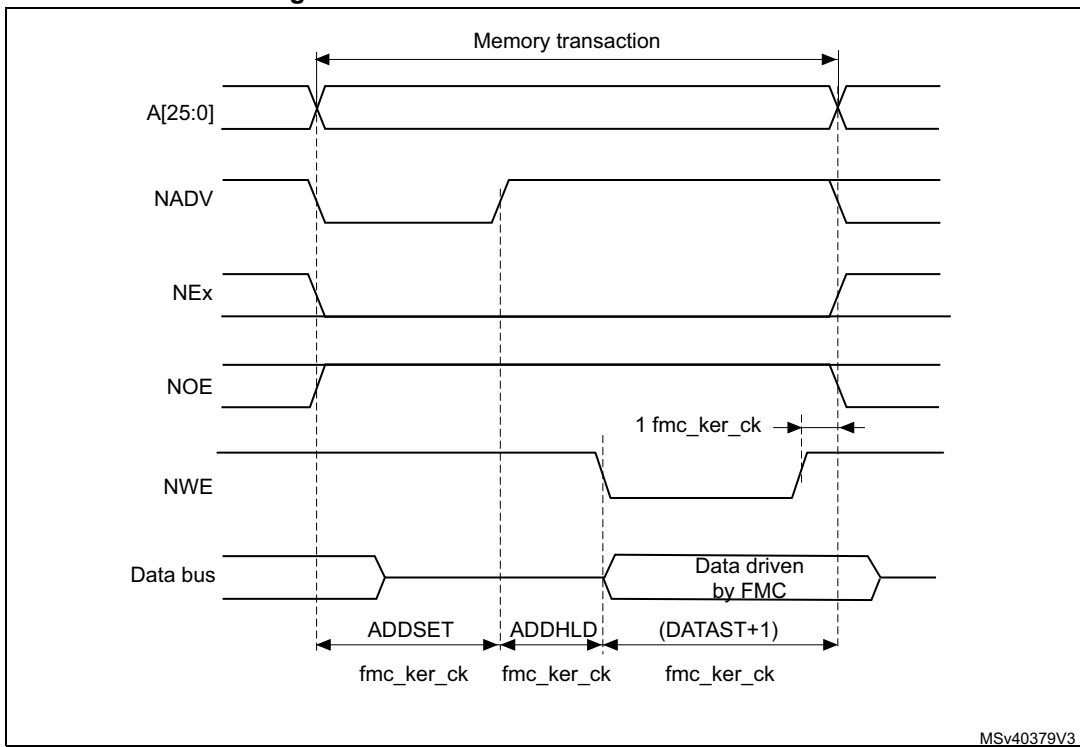 Memory transaction
A[25:0]
NADV
NEx
NOE
1 fmc_ker_ck
NWE
Data bus
Data driven
by FMC
ADDSET ADDHLD (DATAST+1)
fmc_ker_ck fmc_ker_ck fmc_ker_ck
MSv40379V3